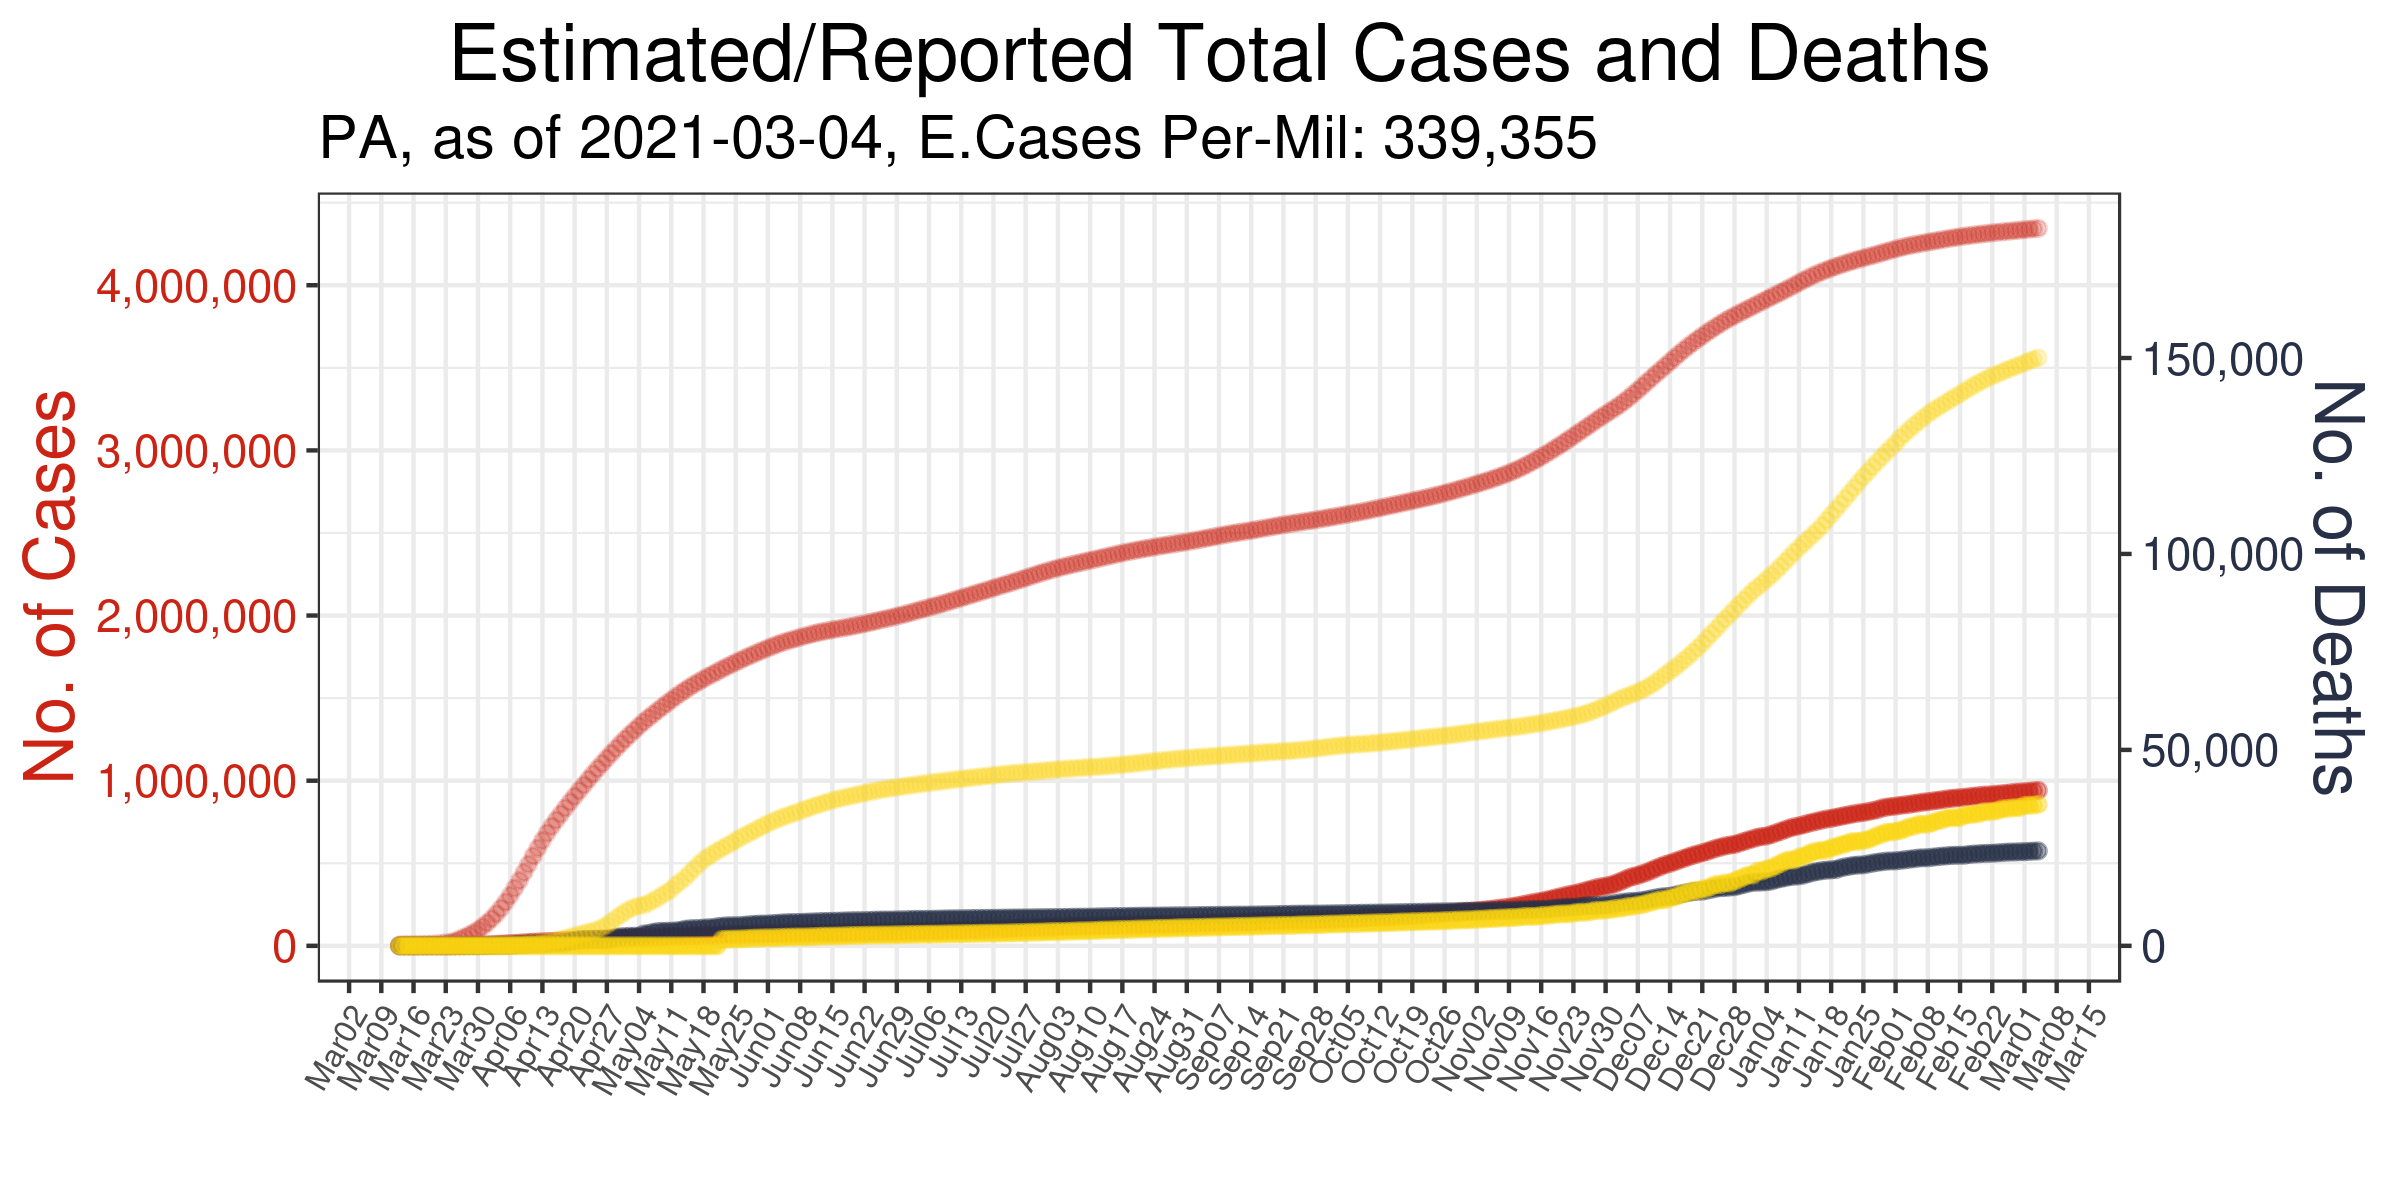 Estimated/Reported Total Cases and Deaths
PA, as of 2021-03-04, E.Cases Per-Mil: 339,355
No. of Cases
4,000,000
3,000,000
2,000,000
1,000,000
0
150,000
100,000
50,000
0
No. of Deaths
Mar02
Mar09
Mar16
Mar23
Mar30
Apr06
Apr13
Apr20
Apr27
May04
May11
May18
May25
Jun01
Jun08
Jun15
Jun22
Jun29
Jul06
Jul13
Jul20
Jul27
Aug03
Aug10
Aug17
Aug24
Aug31
Sep07
Sep14
Sep21
Sep28
Oct05
Oct12
Oct19
Oct26
Nov02
Nov09
Nov16
Nov23
Nov30
Dec07
Dec14
Dec21
Dec28
Jan04
Jan11
Jan18
Jan25
Feb01
Feb08
Feb15
Feb22
Mar01
Mar08
Mar15